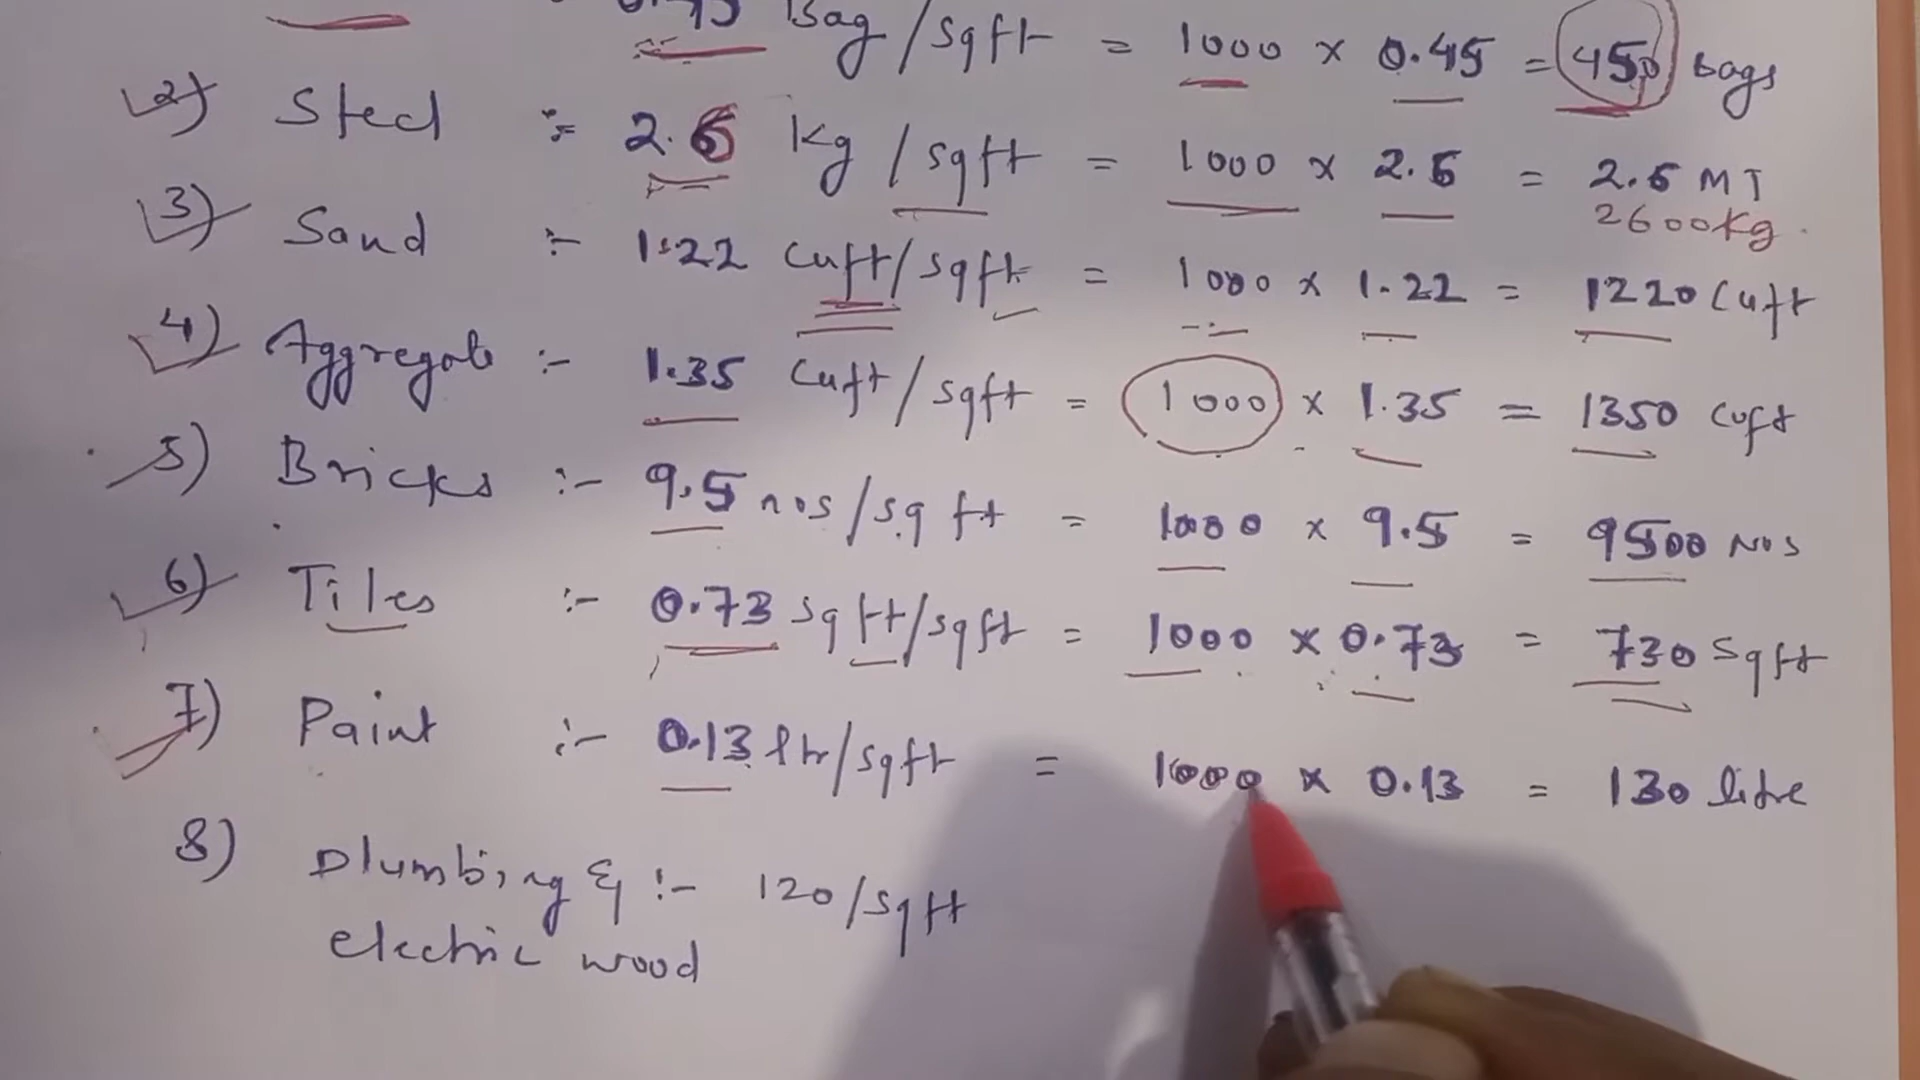 Bag/sqft = 1000 x 0.45 = 450 bags
2) Steel := 2.6 Kg/sqft = 1000 x 2.6 = 2.6 MT
2600Kg.
3) Sand :- 1.22 cuft/sqft = 1000 x 1.22 = 1220 Cuft
4) Aggregate :- 1.35 cuft/sqft = 1000 x 1.35 = 1350 cuft
5) Bricks :- 9.5 nos/sq ft = 1000 x 9.5 = 9500 Nos
6) Tiles :- 0.73 sqft/sqft = 1000 x 0.73 = 730 Sqft
7) Paint :- 0.13 ltr/sqft = 1000 x 0.13 = 130 litre
8) Plumbing & :- 120/sqft
electric wood